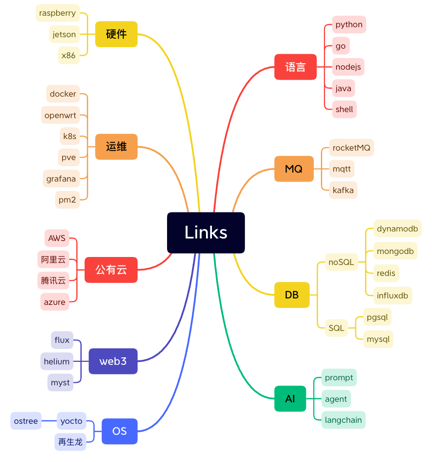 Links
硬件
raspberry
jetson
x86
运维
docker
openwrt
k8s
pve
grafana
pm2
公有云
AWS
阿里云
腾讯云
azure
web3
flux
helium
myst
OS
yocto
ostree
再生龙
语言
python
go
nodejs
java
shell
MQ
rocketMQ
mqtt
kafka
DB
noSQL
dynamodb
mongodb
redis
influxdb
SQL
pgsql
mysql
AI
prompt
agent
langchain